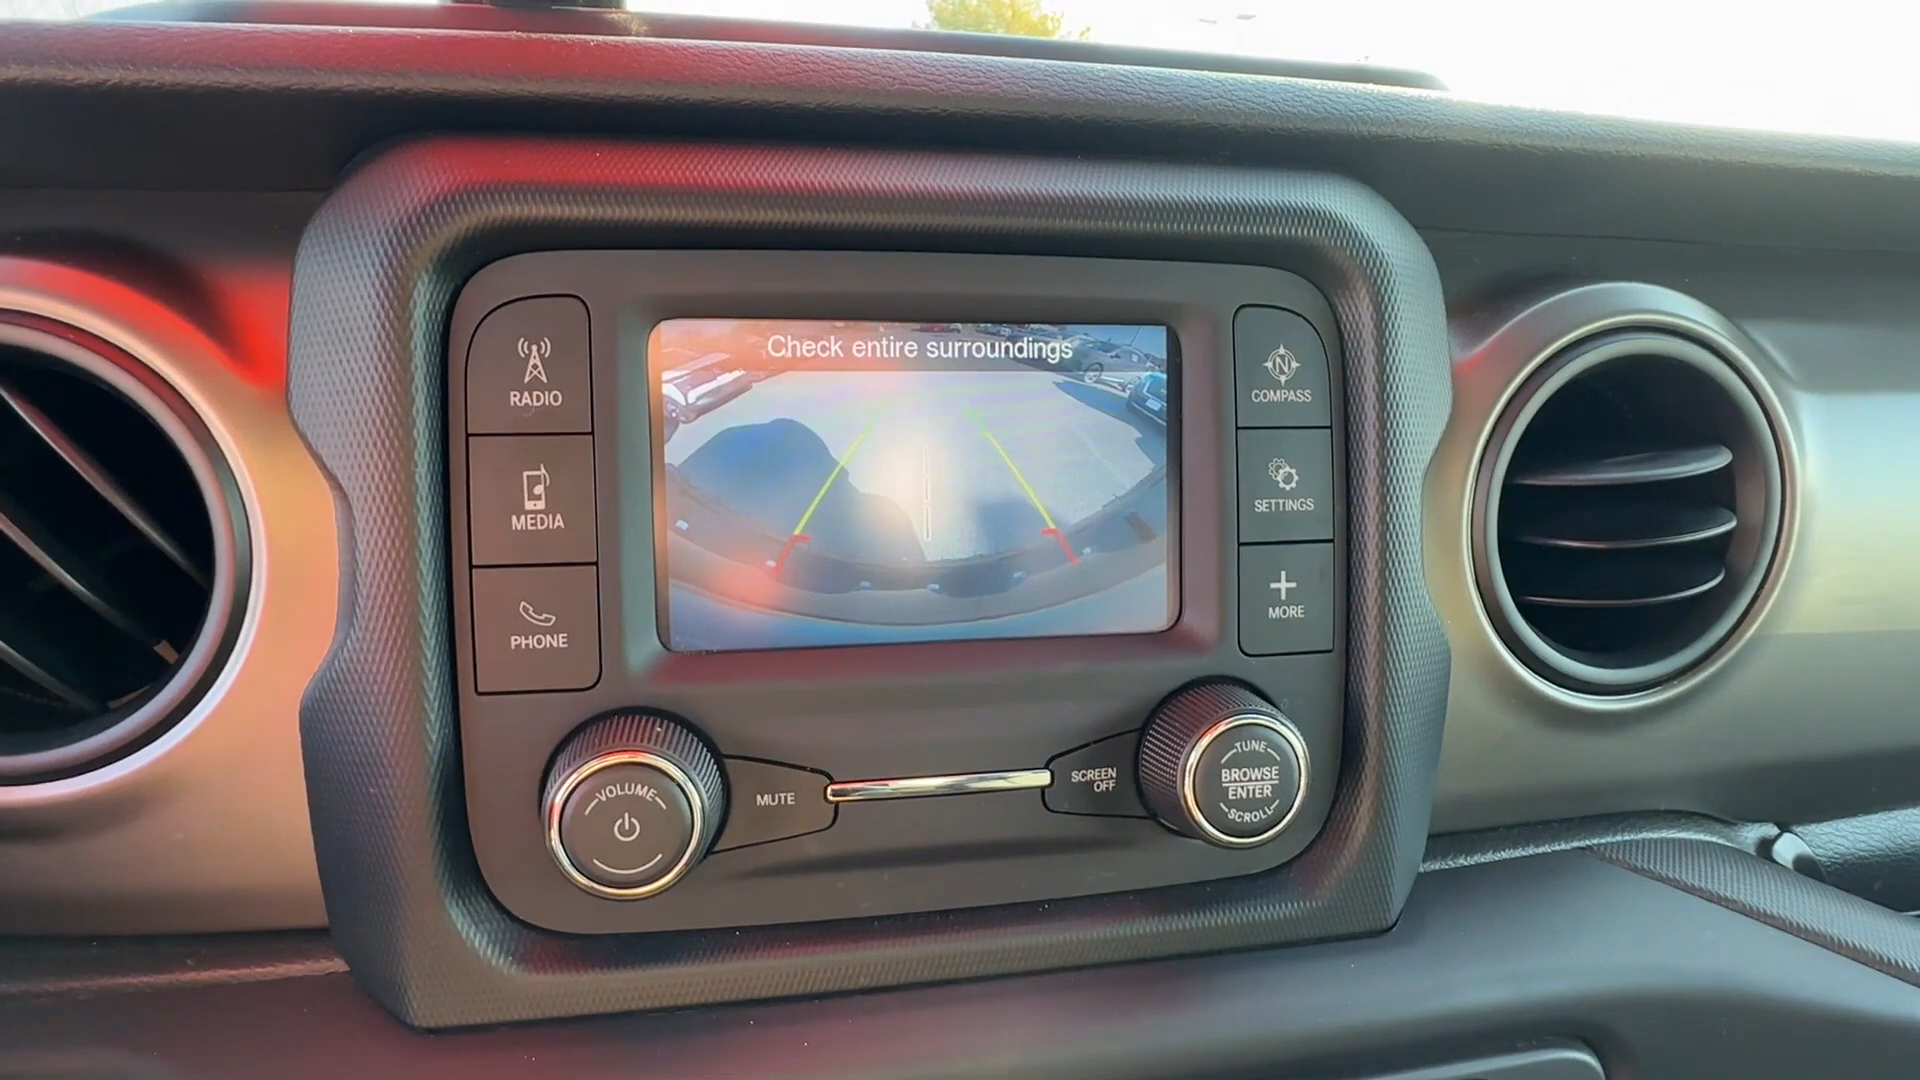 Check entire surroundings
RADIO
MEDIA
PHONE
N
COMPASS
SETTINGS
MORE
VOLUME
MUTE
SCREEN
OFF
TUNE
BROWSE
ENTER
SCROLL